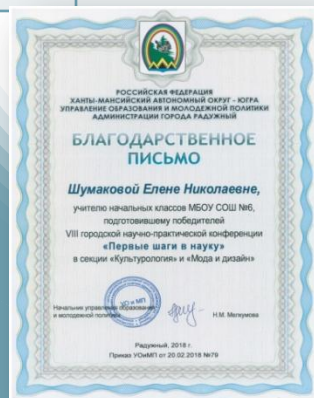 РОССИЙСКАЯ ФЕДЕРАЦИЯ
ХАНТЫ-МАНСИЙСКИЙ АВТОНОМНЫЙ ОКРУГ - ЮГРА
УПРАВЛЕНИЕ ОБРАЗОВАНИЯ И МОЛОДЕЖНОЙ ПОЛИТИКИ
АДМИНИСТРАЦИИ ГОРОДА РАДУЖНЫЙ
БЛАГОДАРСТВЕННОЕ
ПИСЬМО
Шумаковой Елене Николаевне,
учителю начальных классов МБОУ СОШ №6,
подготовившему победителей
VIII городской научно-практической конференции
«Первые шаги в науку»
в секции «Культурология» и «Мода и дизайн»
Начальник управления образования
и молодежной политики
УО и МП
Н.М. Мелкумова
Радужный, 2018 г.
Приказ УОиМП от 20.02.2018 №79